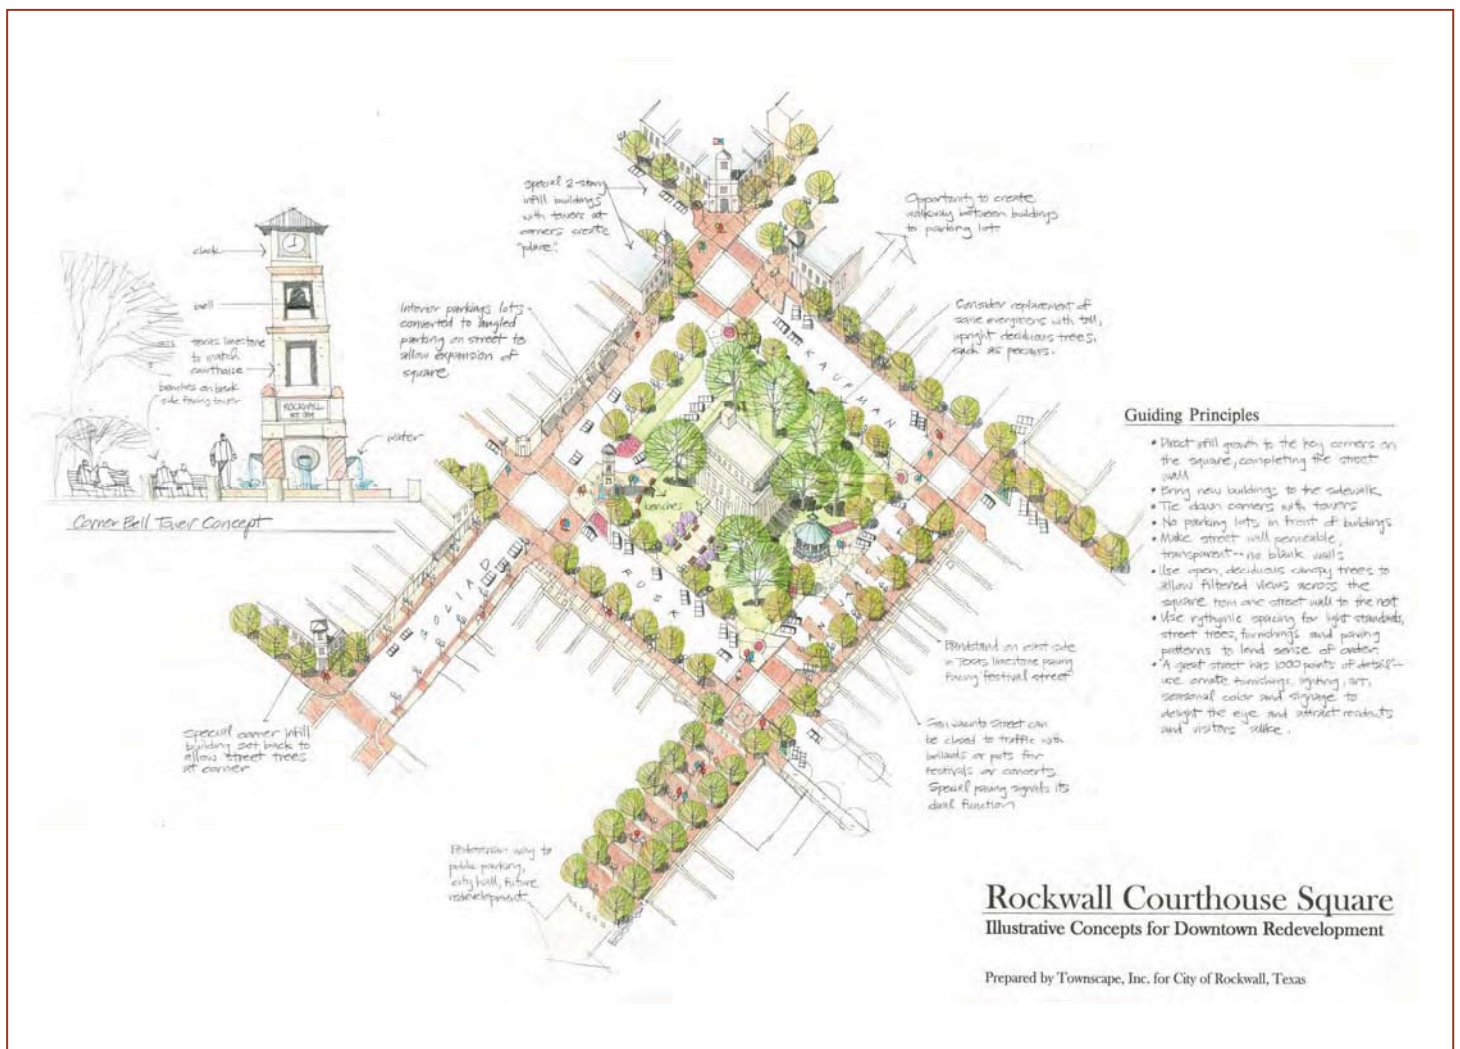 clock
bell
texas limestone
to match
courthouse
benches on back
side facing tower
ROCKWALL
water
Corner Bell Tower Concept
Special 2-story
infill buildings
with towers at
corners create
"place".
Opportunity to create
walkway between buildings
to parking lots
Interior parkings lots
converted to angled
parking on street to
allow expansion of
square
Consider replacement of
some evergreens with tall,
upright deciduous trees,
such as pecans.
KAUFMAN
benches
GOLIAD
RUSK
SAN JACINTO
Special corner infill
building set back to
allow street trees
at corner
Bandstand on east side
in Texas limestone paving
facing 'festival street'
San Jacinto Street can
be closed to traffic with
bollards or pots for
festivals or concerts.
Special paving signals its
dual function
Pedestrian way to
public parking,
city hall, future
redevelopment
Guiding Principles
• Direct infill growth to the key corners on
the square, completing the street
wall
• Bring new buildings to the sidewalk
• Tie down corners with towers
• No parking lots in front of buildings
• Make street wall permeable,
transparent -- no blank walls
• Use open, deciduous canopy trees to
allow filtered views across the
square from one street wall to the next
• Use rythymic spacing for light standards,
street trees, furnishings and paving
patterns to lend sense of order.
• "A great street has 1000 points of detail" -
use ornate furnishings, lighting, art,
seasonal color and signage to
delight the eye and attract residents
and visitors alike.
Rockwall Courthouse Square
Illustrative Concepts for Downtown Redevelopment
Prepared by Townscape, Inc. for City of Rockwall, Texas